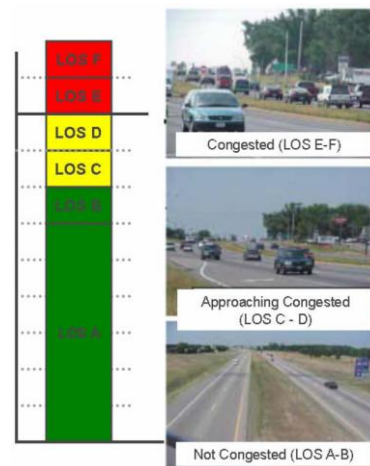 LOS F
LOS E
LOS D
LOS C
LOS B
LOS A
Congested (LOS E-F)
Approaching Congested
(LOS C - D)
Not Congested (LOS A-B)